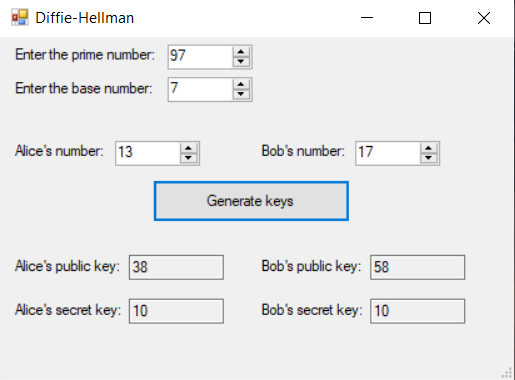 Diffie-Hellman
Enter the prime number: 97
Enter the base number: 7
Alice's number: 13 Bob's number: 17
Generate keys
Alice's public key: 38 Bob's public key: 58
Alice's secret key: 10 Bob's secret key: 10